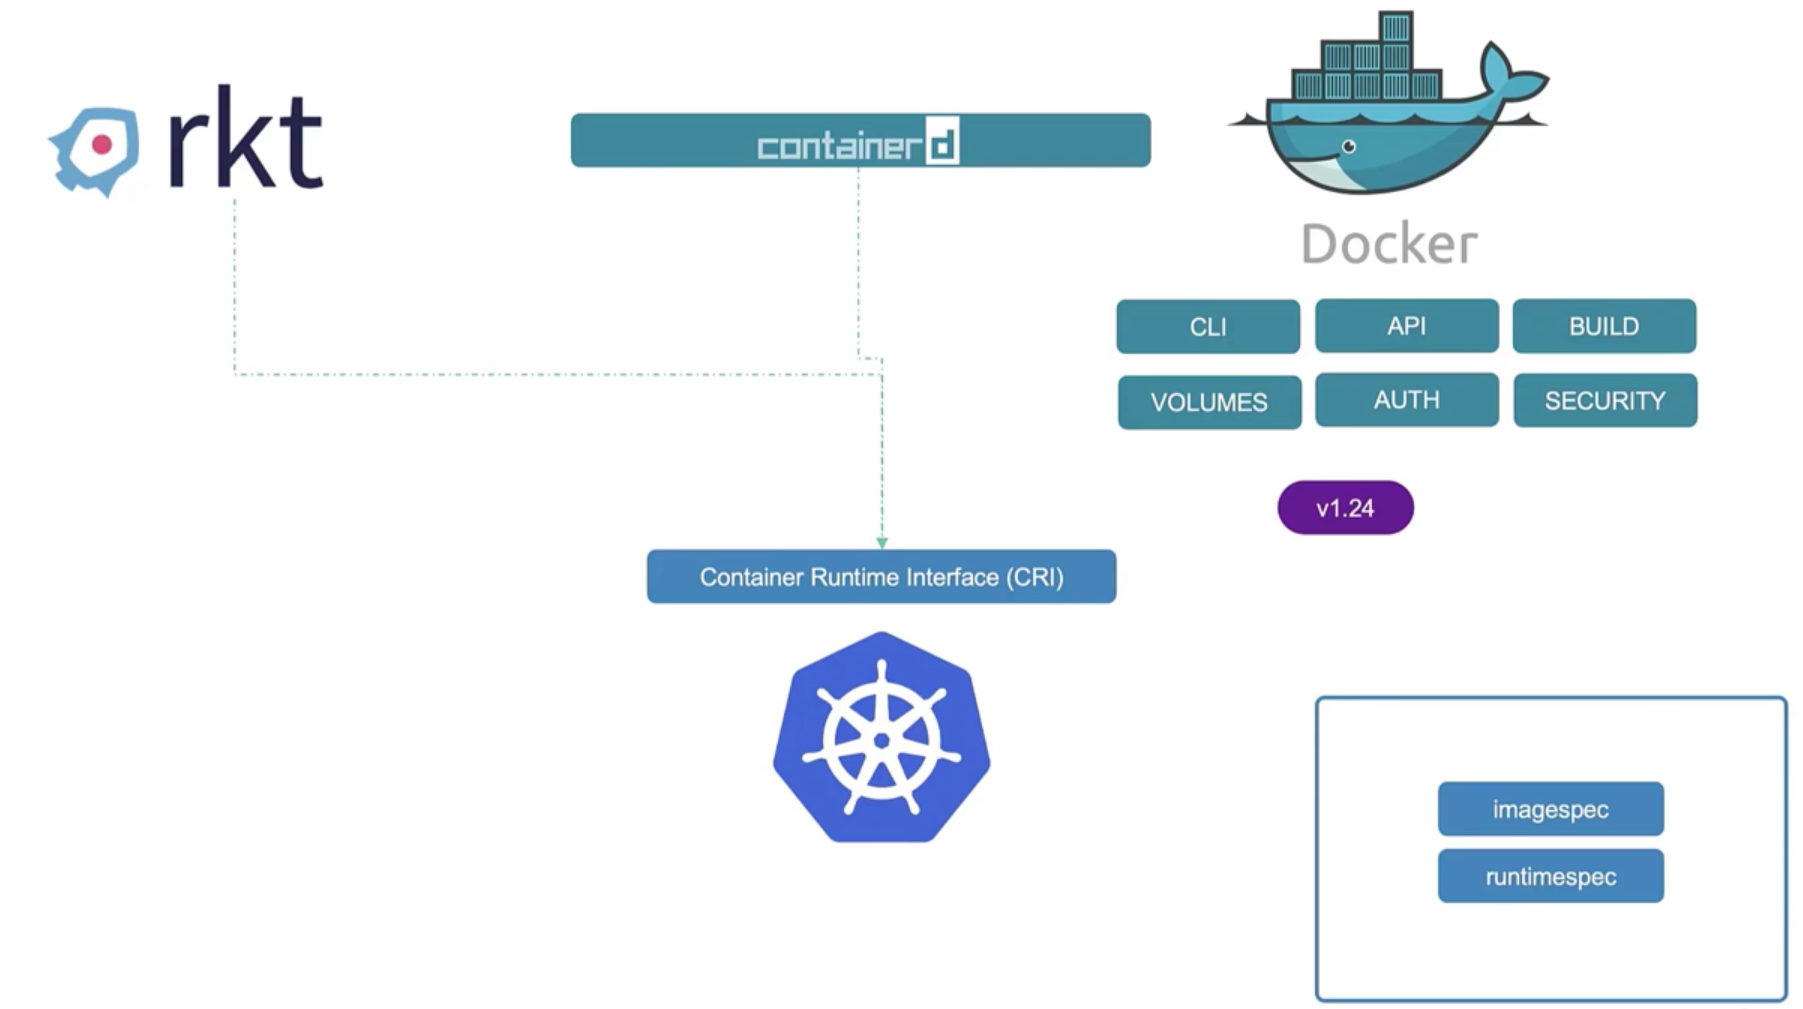 rkt
containerd
Docker
CLI
API
BUILD
VOLUMES
AUTH
SECURITY
v1.24
Container Runtime Interface (CRI)
imagespec
runtimespec